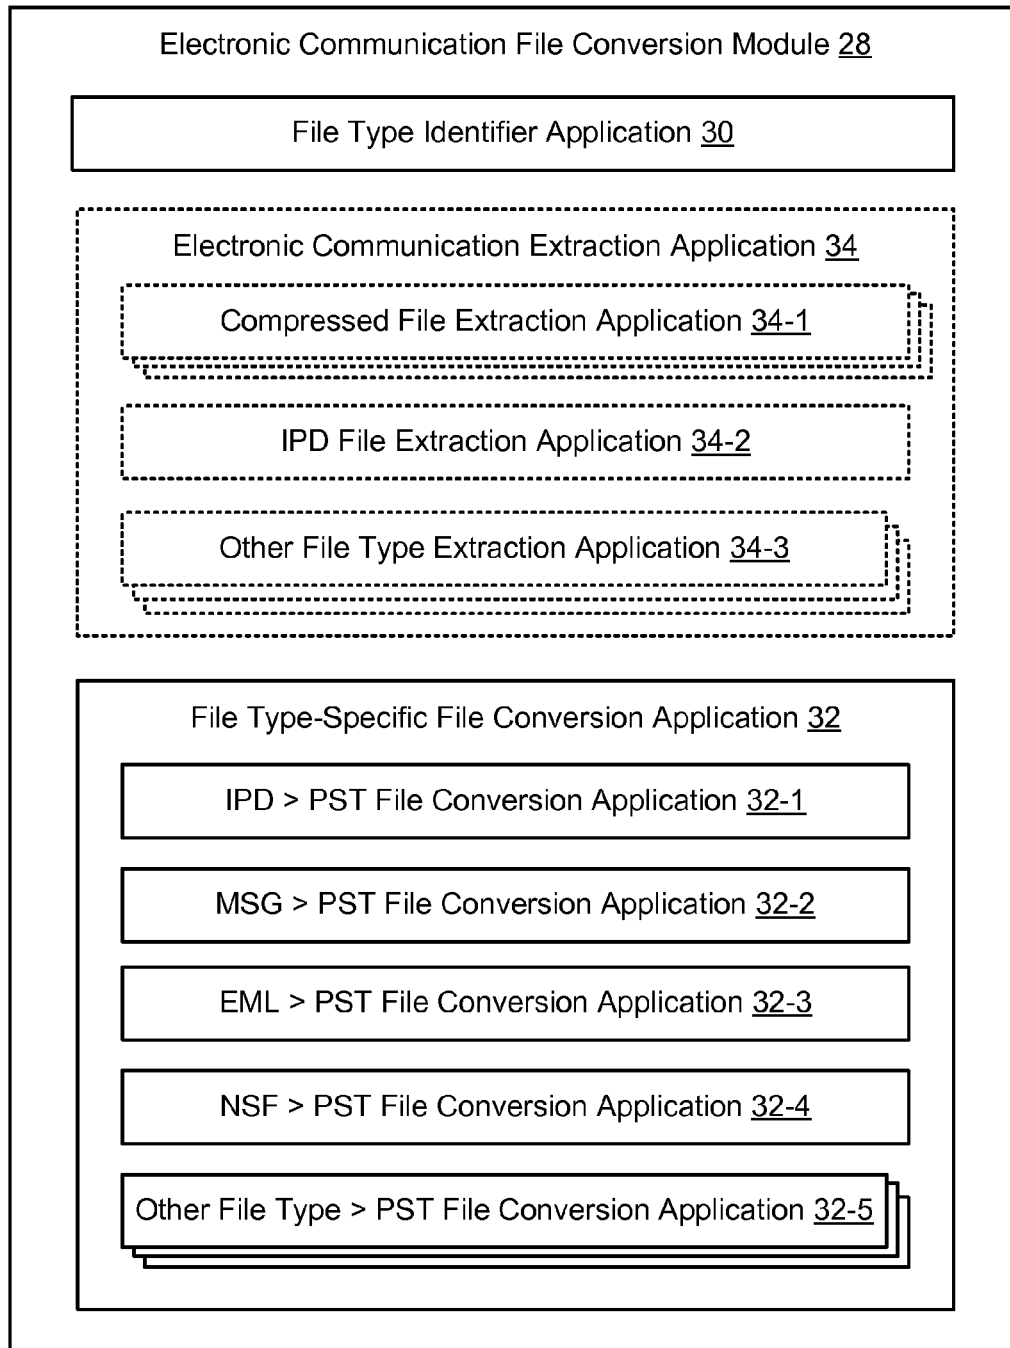 Electronic Communication File Conversion Module 28
File Type Identifier Application 30
Electronic Communication Extraction Application 34
Compressed File Extraction Application 34-1
IPD File Extraction Application 34-2
Other File Type Extraction Application 34-3
File Type-Specific File Conversion Application 32
IPD > PST File Conversion Application 32-1
MSG > PST File Conversion Application 32-2
EML > PST File Conversion Application 32-3
NSF > PST File Conversion Application 32-4
Other File Type > PST File Conversion Application 32-5